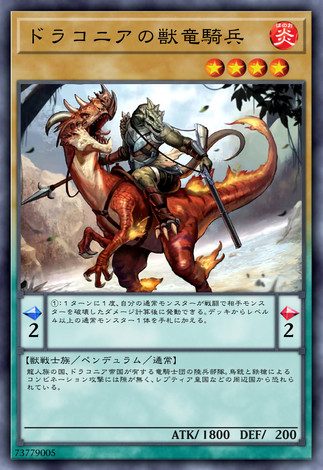 ドラコニアの獣竜騎兵
ほのお
炎
①：１ターンに１度、自分の通常モンスターが戦闘で相手モンス
ターを破壊したダメージ計算後に発動できる。デッキからレベル
４以上の通常モンスター１体を手札に加える。
2
2
【獣戦士族／ペンデュラム／通常】
龍人族の国、ドラコニア帝国が有する竜騎士団の陸兵部隊。鳥銃と鉄槍による
コンビネーション攻撃には隙が無く、レプティア皇国などの周辺国から恐れら
れている。
ATK/ 1800 DEF/ 200
73779005